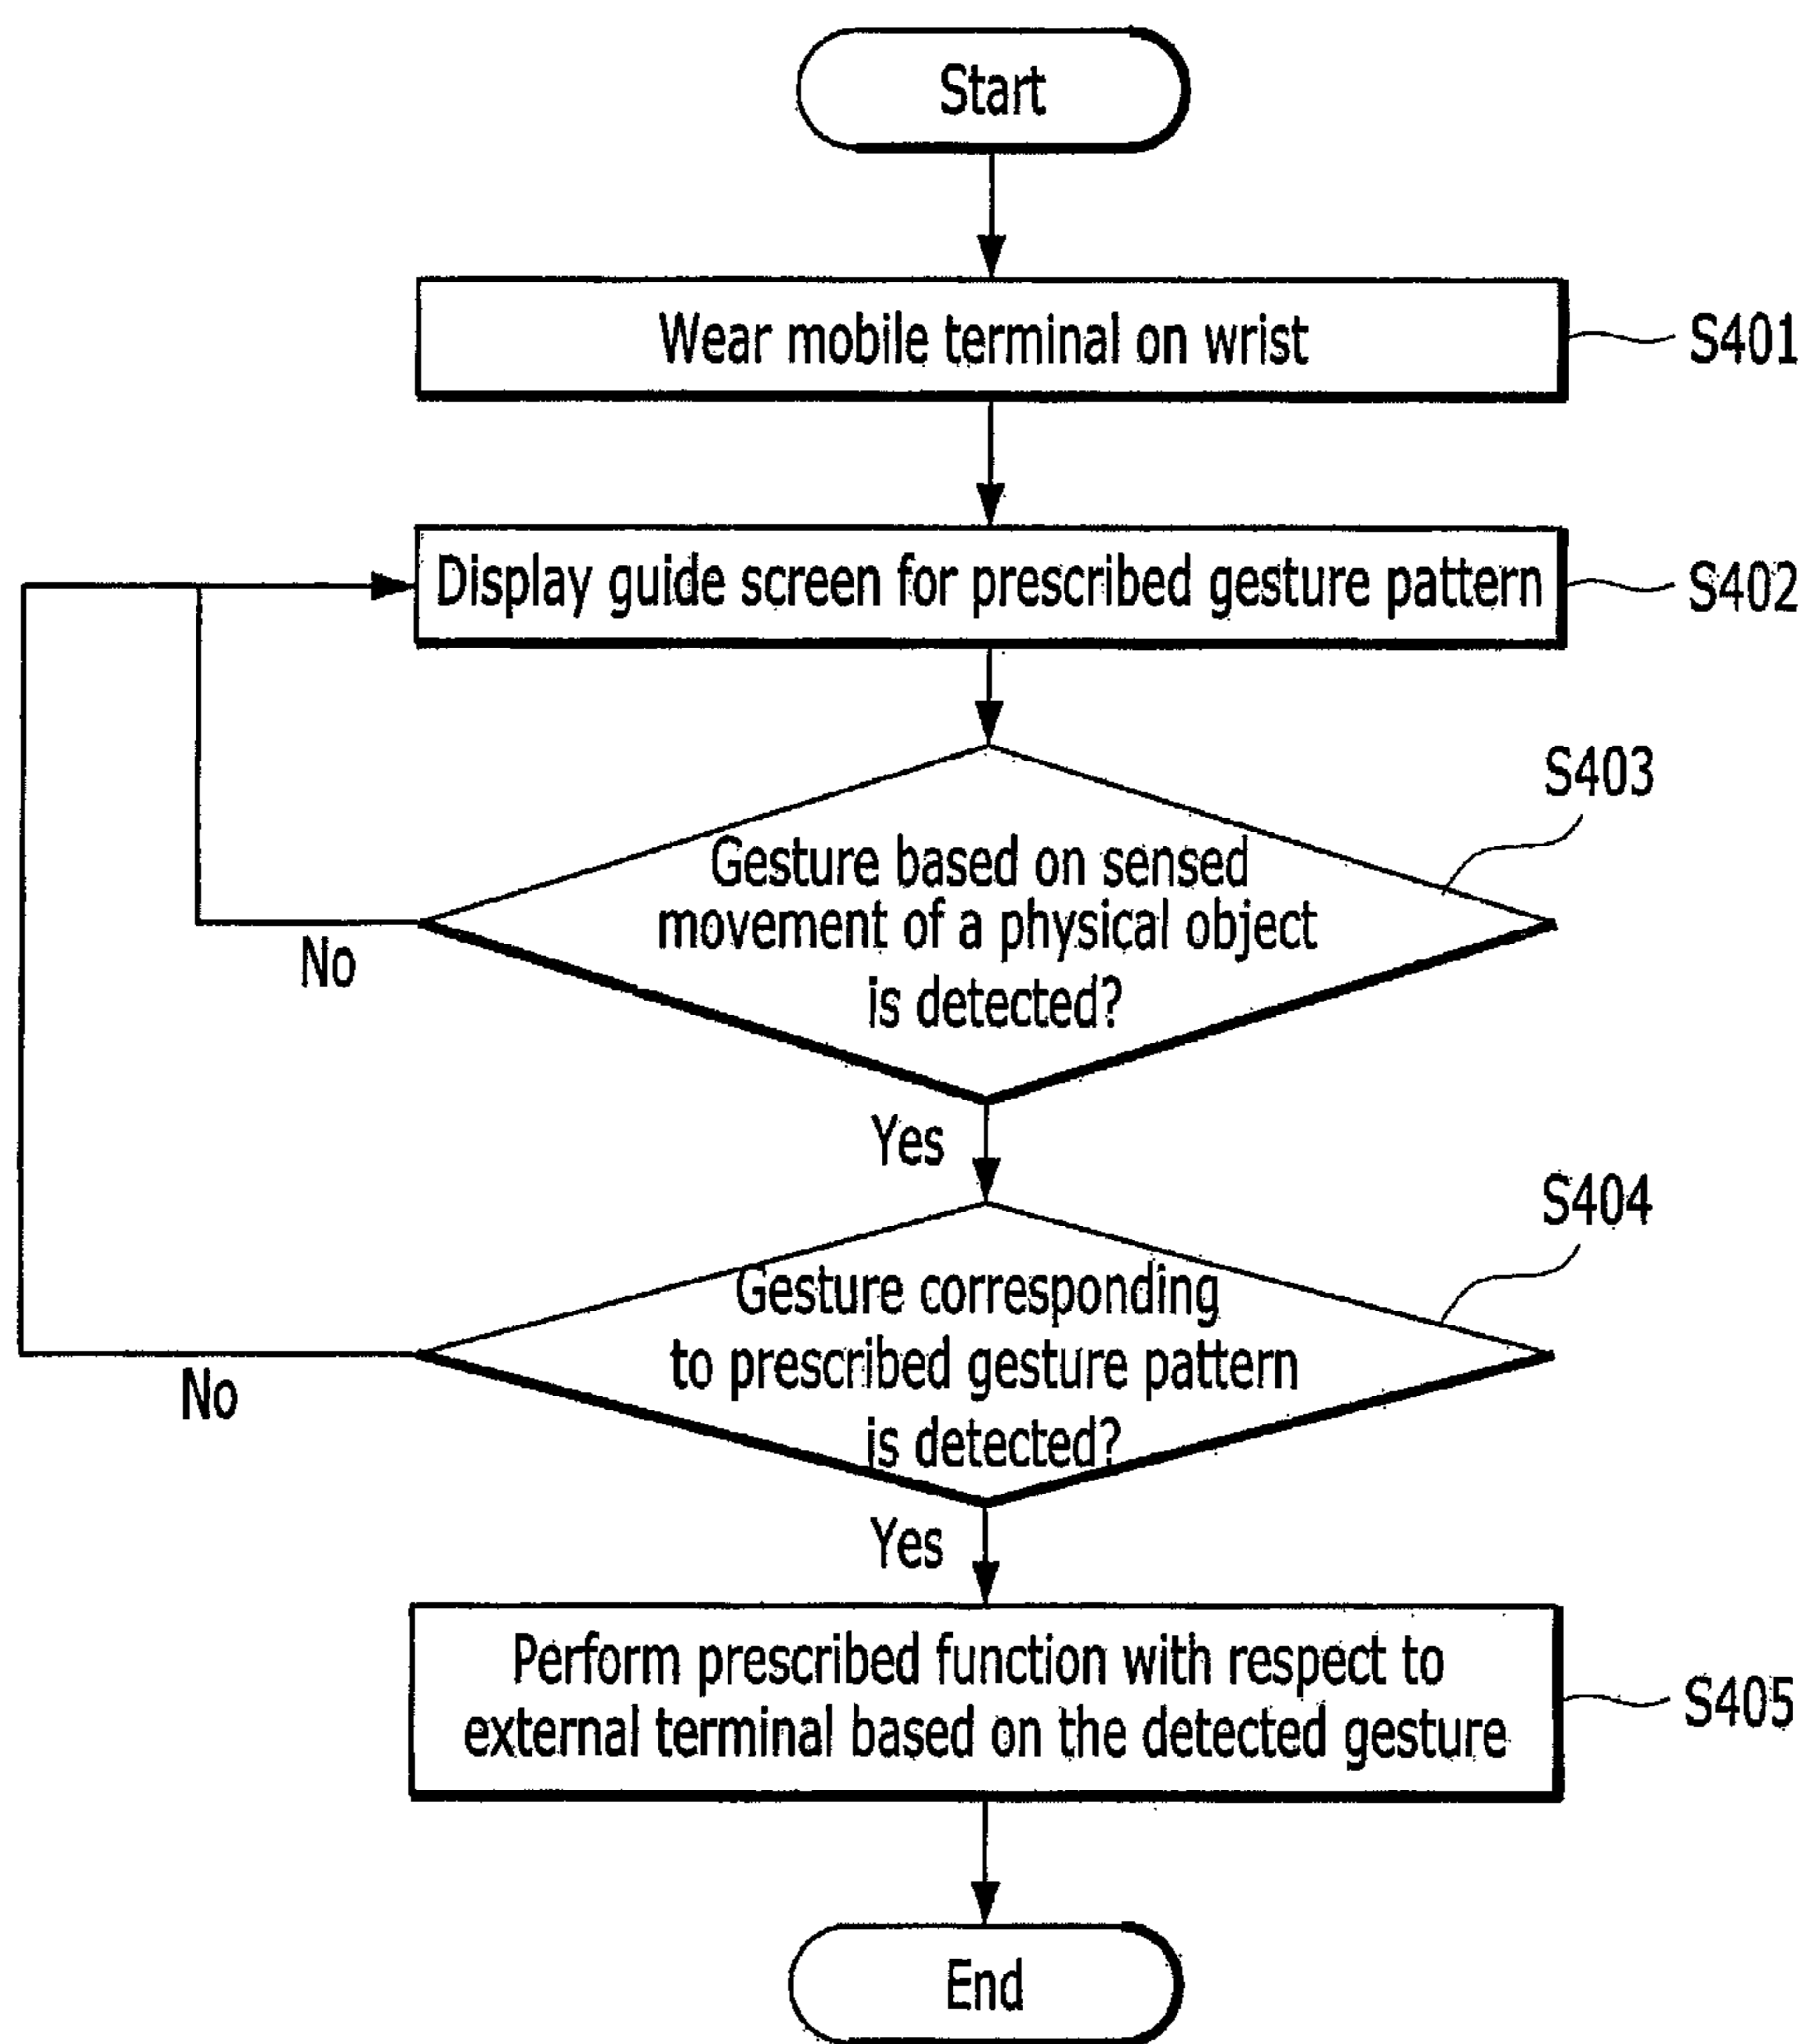 Start
Wear mobile terminal on wrist
S401
Display guide screen for prescribed gesture pattern
S402
S403
Gesture based on sensed
movement of a physical object
is detected?
No
Yes
S404
Gesture corresponding
to prescribed gesture pattern
is detected?
No
Yes
Perform prescribed function with respect to
external terminal based on the detected gesture
S405
End